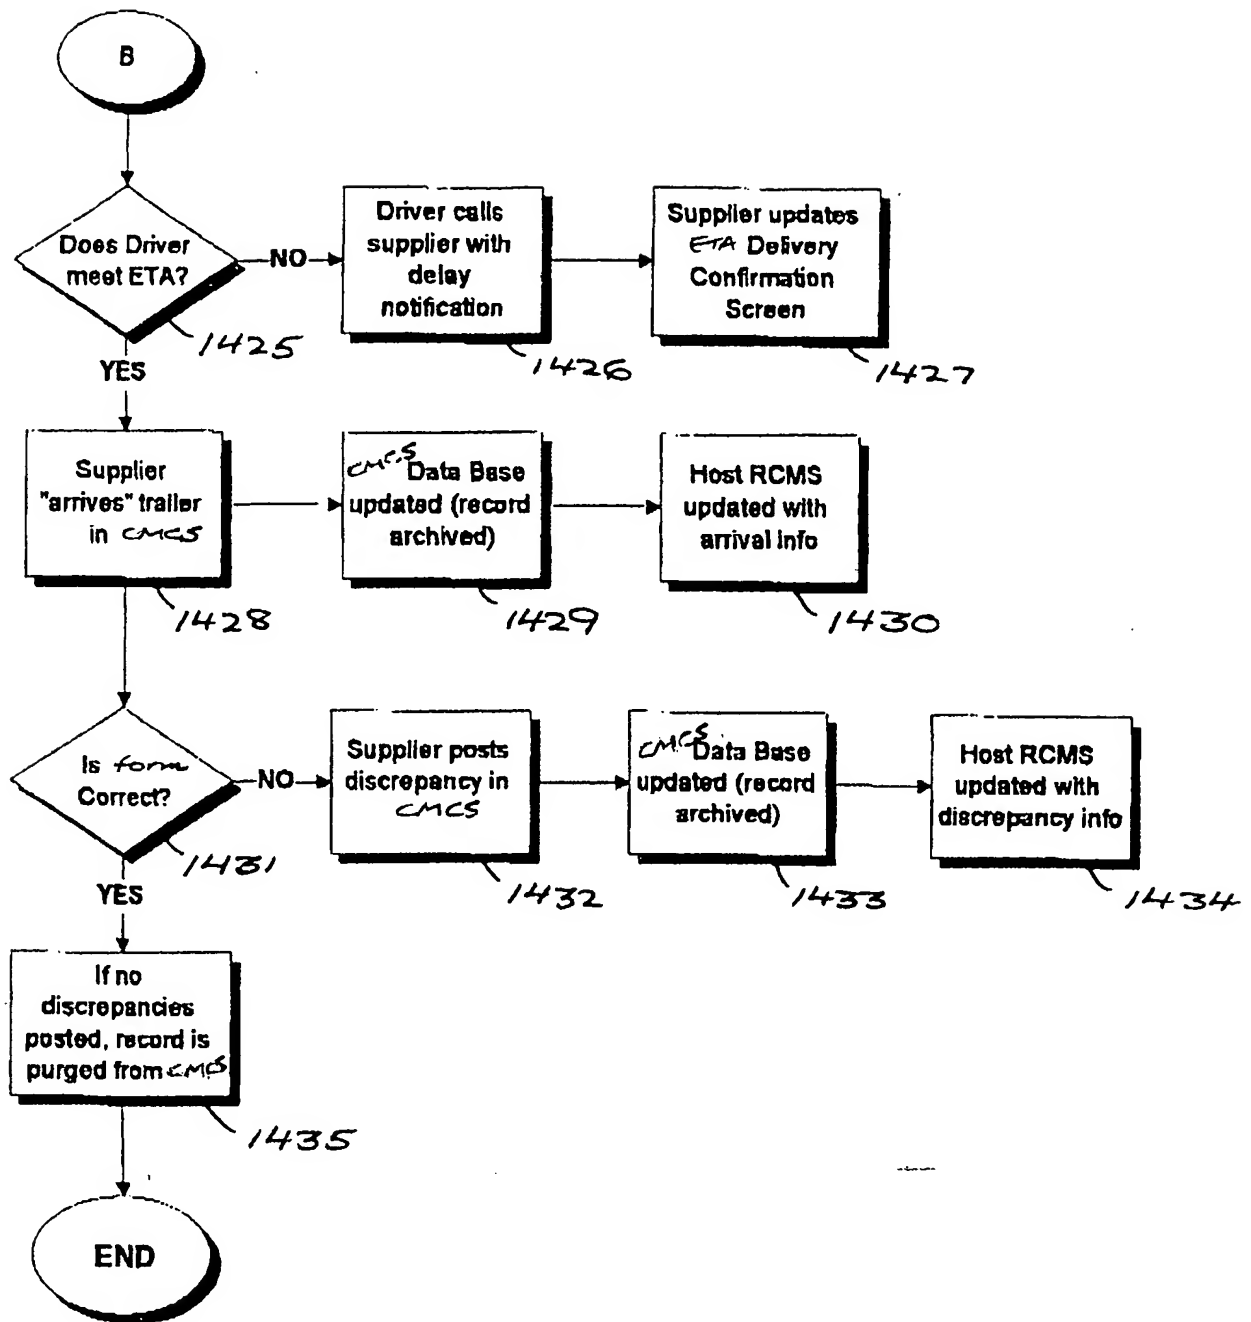 B
Does Driver
meet ETA?
1425
NO
Driver calls
supplier with
delay
notification
1426
Supplier updates
ETA Delivery
Confirmation
Screen
1427
YES
Supplier
"arrives" trailer
in CMCS
1428
CMCS Data Base
updated (record
archived)
1429
Host RCMS
updated with
arrival info
1430
Is form
Correct?
1431
NO
Supplier posts
discrepancy in
CMCS
1432
CMCS Data Base
updated (record
archived)
1433
Host RCMS
updated with
discrepancy info
1434
YES
If no
discrepancies
posted, record is
purged from CMCS
1435
END